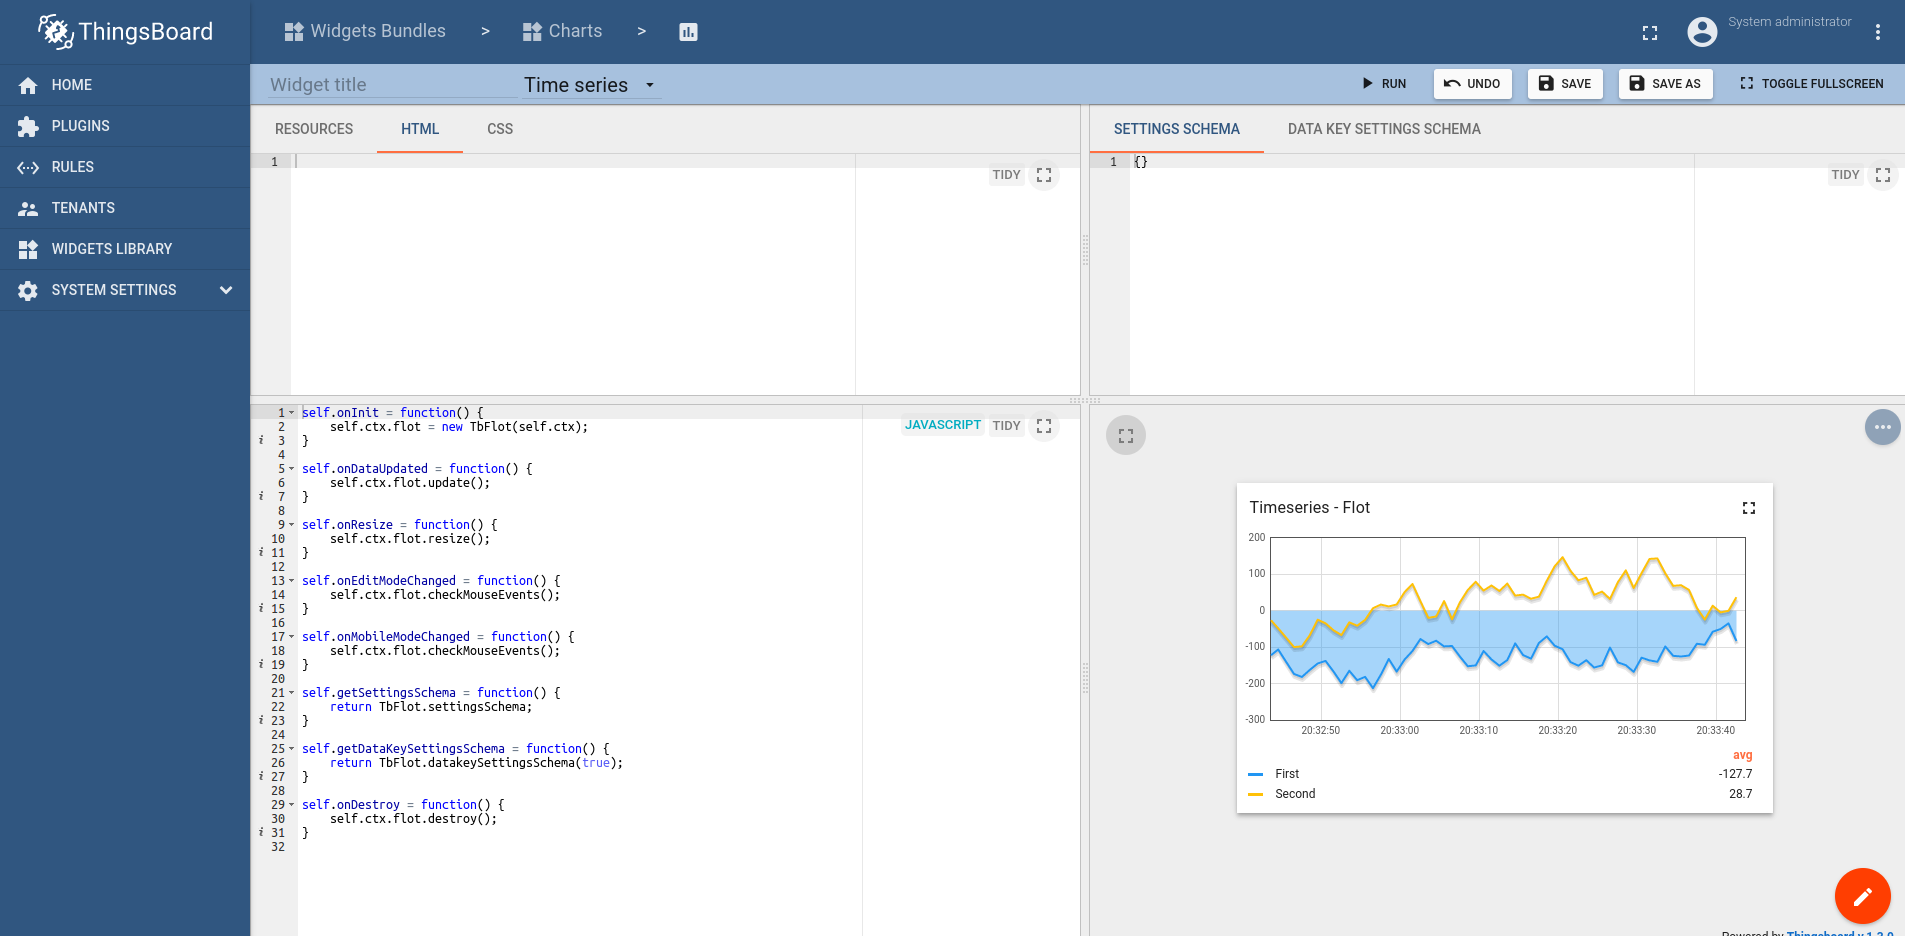 ThingsBoard
Widgets Bundles > Charts >
System administrator
HOME
PLUGINS
RULES
TENANTS
WIDGETS LIBRARY
SYSTEM SETTINGS
Widget title
Time series
RUN
UNDO
SAVE
SAVE AS
TOGGLE FULLSCREEN
RESOURCES HTML CSS
1
TIDY
SETTINGS SCHEMA DATA KEY SETTINGS SCHEMA
1 {}
TIDY
JAVASCRIPT TIDY
1 self.onInit = function() {
2     self.ctx.flot = new TbFlot(self.ctx);
i 3 }
4
5 self.onDataUpdated = function() {
6     self.ctx.flot.update();
i 7 }
8
9 self.onResize = function() {
10     self.ctx.flot.resize();
i 11 }
12
13 self.onEditModeChanged = function() {
14     self.ctx.flot.checkMouseEvents();
i 15 }
16
17 self.onMobileModeChanged = function() {
18     self.ctx.flot.checkMouseEvents();
i 19 }
20
21 self.getSettingsSchema = function() {
22     return TbFlot.settingsSchema;
i 23 }
24
25 self.getDataKeySettingsSchema = function() {
26     return TbFlot.datakeySettingsSchema(true);
i 27 }
28
29 self.onDestroy = function() {
30     self.ctx.flot.destroy();
i 31 }
32
Timeseries - Flot
200
100
0
-100
-200
-300
20:32:50 20:33:00 20:33:10 20:33:20 20:33:30 20:33:40
avg
First -127.7
Second 28.7
Powered by Thingsboard v.1.3.0